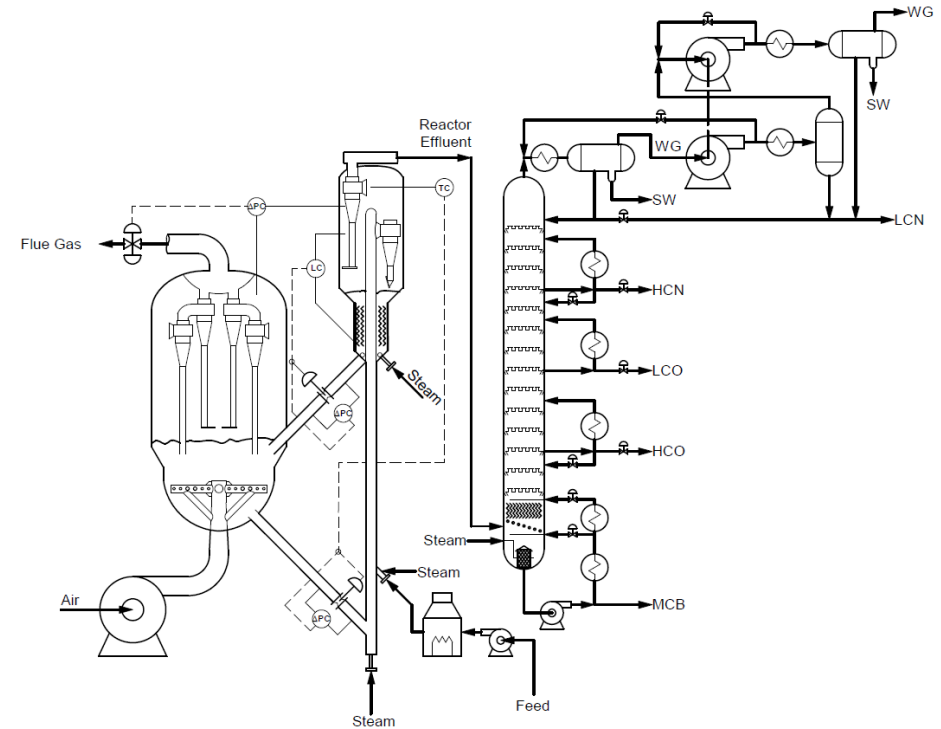 WG
SW
Reactor
Effluent
WG
TC
ΔPC
SW
LCN
Flue Gas
LC
HCN
LCO
Steam
ΔPC
HCO
Steam
Steam
Air
ΔPC
MCB
Feed
Steam